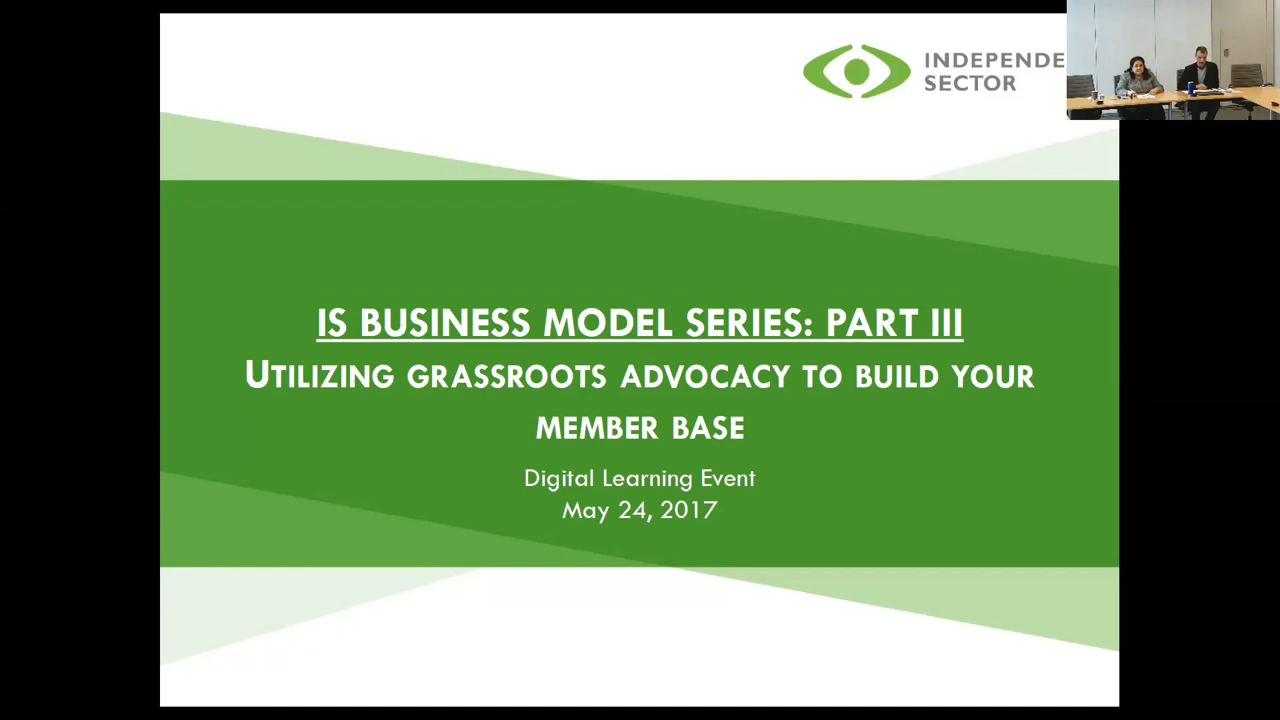 INDEPENDE
SECTOR
IS BUSINESS MODEL SERIES: PART III
UTILIZING GRASSROOTS ADVOCACY TO BUILD YOUR
MEMBER BASE
Digital Learning Event
May 24, 2017